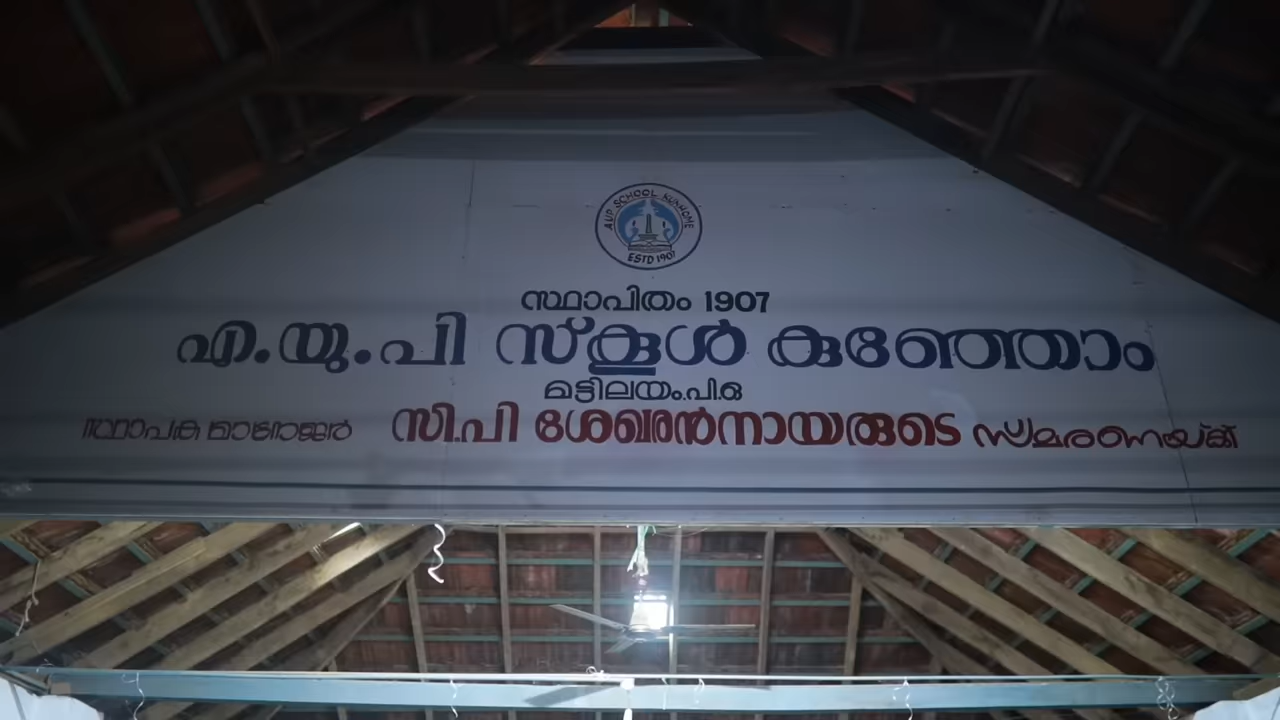 AUP SCHOOL KUNHOME
ESTD 1907
സ്ഥാപിതം 1907
എ.യു.പി സ്കൂൾ കുഞ്ഞോം
മട്ടിലയം.പി.ഒ
സ്ഥാപക മാനേജർ സി.പി ശേഖരൻനായരുടെ സ്മരണയ്ക്ക്